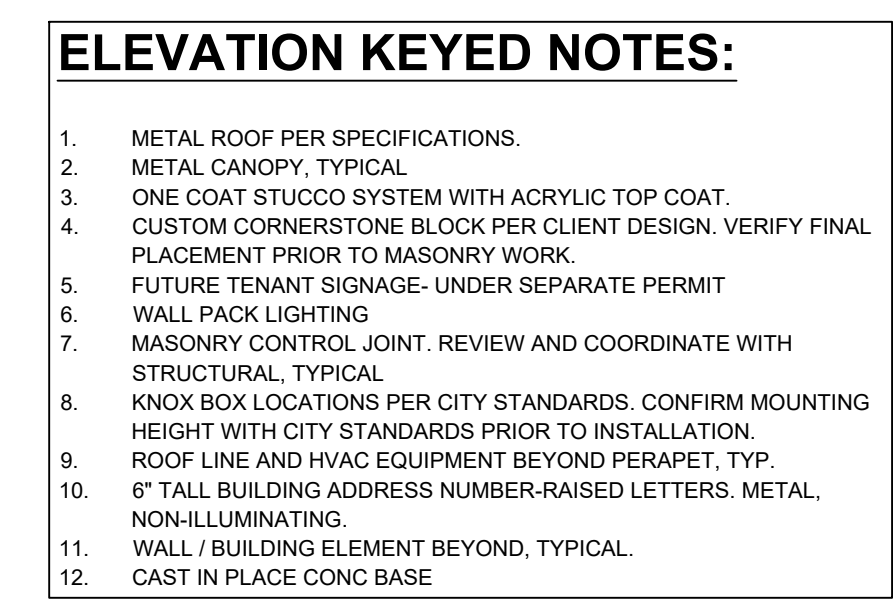 ELEVATION KEYED NOTES:
1. METAL ROOF PER SPECIFICATIONS.
2. METAL CANOPY, TYPICAL
3. ONE COAT STUCCO SYSTEM WITH ACRYLIC TOP COAT.
4. CUSTOM CORNERSTONE BLOCK PER CLIENT DESIGN. VERIFY FINAL
PLACEMENT PRIOR TO MASONRY WORK.
5. FUTURE TENANT SIGNAGE- UNDER SEPARATE PERMIT
6. WALL PACK LIGHTING
7. MASONRY CONTROL JOINT. REVIEW AND COORDINATE WITH
STRUCTURAL, TYPICAL
8. KNOX BOX LOCATIONS PER CITY STANDARDS. CONFIRM MOUNTING
HEIGHT WITH CITY STANDARDS PRIOR TO INSTALLATION.
9. ROOF LINE AND HVAC EQUIPMENT BEYOND PERAPET, TYP.
10. 6" TALL BUILDING ADDRESS NUMBER-RAISED LETTERS. METAL,
NON-ILLUMINATING.
11. WALL / BUILDING ELEMENT BEYOND, TYPICAL.
12. CAST IN PLACE CONC BASE